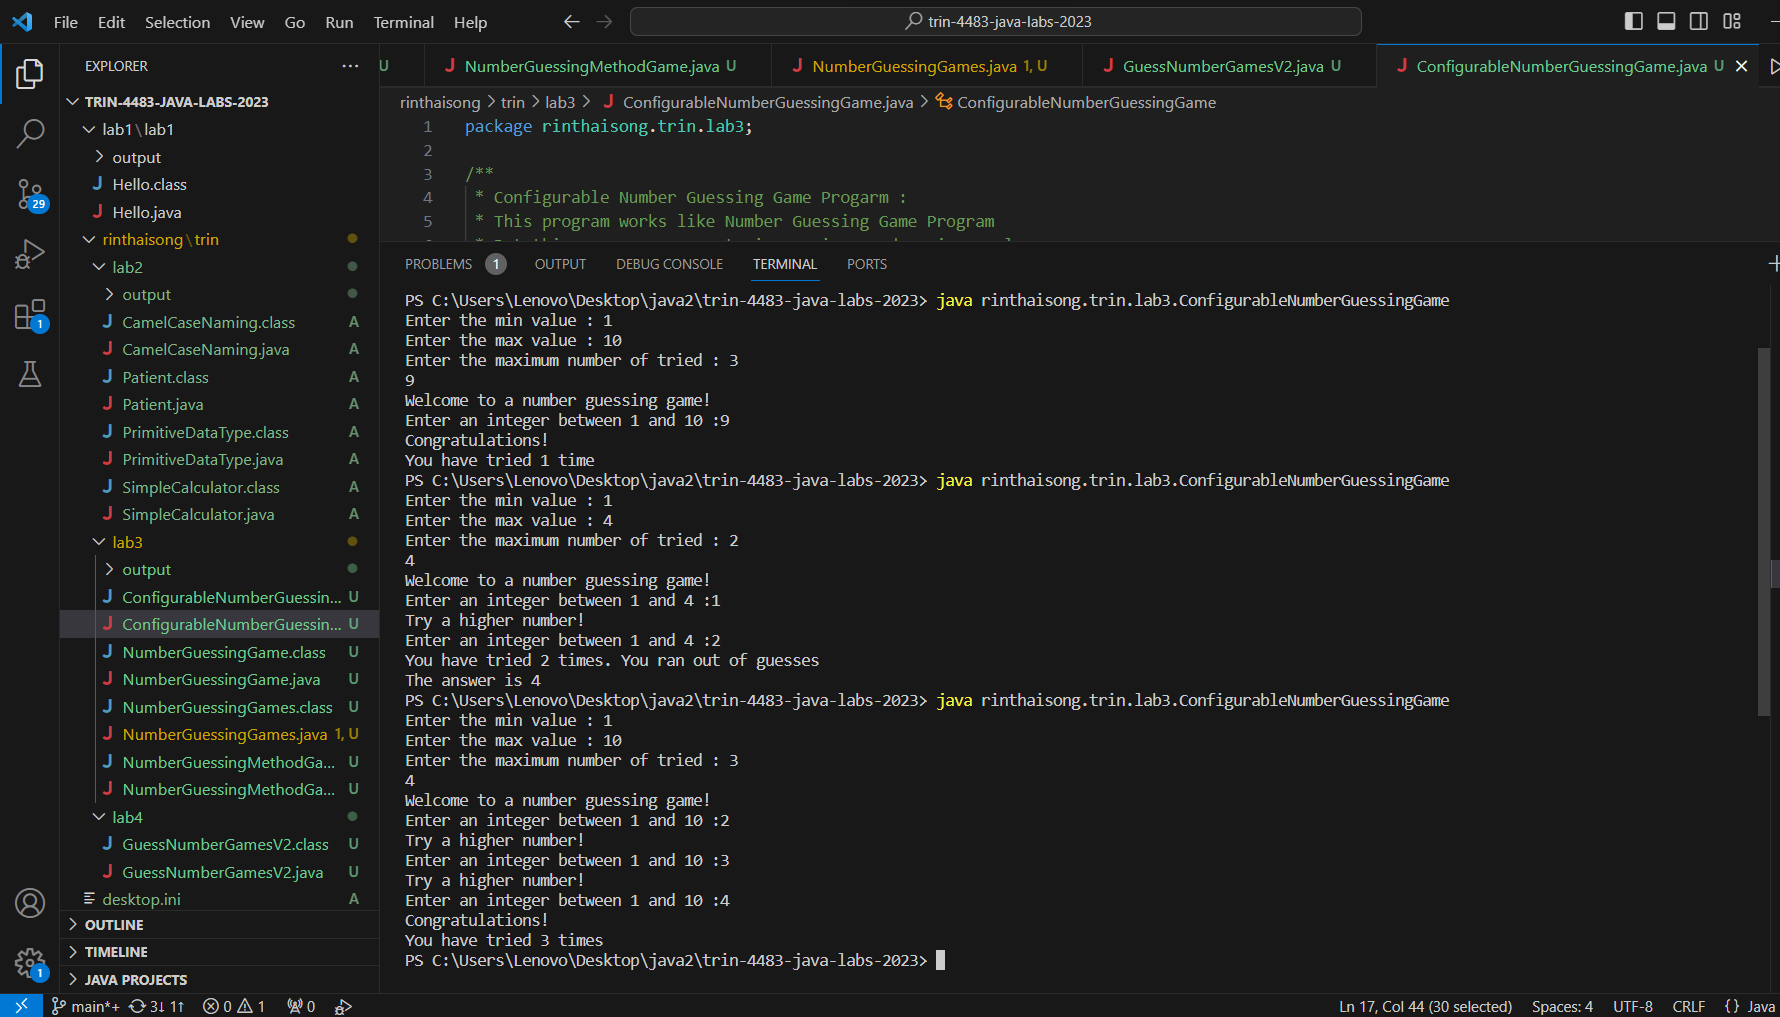 File Edit Selection View Go Run Terminal Help
trin-4483-java-labs-2023
EXPLORER
TRIN-4483-JAVA-LABS-2023
lab1\lab1
output
Hello.class
Hello.java
rinthaisong\trin
lab2
output
CamelCaseNaming.class A
CamelCaseNaming.java A
Patient.class A
Patient.java A
PrimitiveDataType.class A
PrimitiveDataType.java A
SimpleCalculator.class A
SimpleCalculator.java A
lab3
output
ConfigurableNumberGuessin... U
ConfigurableNumberGuessin... U
NumberGuessingGame.class U
NumberGuessingGame.java U
NumberGuessingGames.class U
NumberGuessingGames.java 1, U
NumberGuessingMethodGa... U
NumberGuessingMethodGa... U
lab4
GuessNumberGamesV2.class U
GuessNumberGamesV2.java U
desktop.ini A
OUTLINE
TIMELINE
JAVA PROJECTS
29
1
1
U NumberGuessingMethodGame.java U NumberGuessingGames.java 1, U GuessNumberGamesV2.java U ConfigurableNumberGuessingGame.java U
rinthaisong > trin > lab3 > ConfigurableNumberGuessingGame.java > ConfigurableNumberGuessingGame
1 package rinthaisong.trin.lab3;
2
3 /**
4 * Configurable Number Guessing Game Progarm :
5 * This program works like Number Guessing Game Program
PROBLEMS 1 OUTPUT DEBUG CONSOLE TERMINAL PORTS
PS C:\Users\Lenovo\Desktop\java2\trin-4483-java-labs-2023> java rinthaisong.trin.lab3.ConfigurableNumberGuessingGame
Enter the min value : 1
Enter the max value : 10
Enter the maximum number of tried : 3
9
Welcome to a number guessing game!
Enter an integer between 1 and 10 :9
Congratulations!
You have tried 1 time
PS C:\Users\Lenovo\Desktop\java2\trin-4483-java-labs-2023> java rinthaisong.trin.lab3.ConfigurableNumberGuessingGame
Enter the min value : 1
Enter the max value : 4
Enter the maximum number of tried : 2
4
Welcome to a number guessing game!
Enter an integer between 1 and 4 :1
Try a higher number!
Enter an integer between 1 and 4 :2
You have tried 2 times. You ran out of guesses
The answer is 4
PS C:\Users\Lenovo\Desktop\java2\trin-4483-java-labs-2023> java rinthaisong.trin.lab3.ConfigurableNumberGuessingGame
Enter the min value : 1
Enter the max value : 10
Enter the maximum number of tried : 3
4
Welcome to a number guessing game!
Enter an integer between 1 and 10 :2
Try a higher number!
Enter an integer between 1 and 10 :3
Try a higher number!
Enter an integer between 1 and 10 :4
Congratulations!
You have tried 3 times
PS C:\Users\Lenovo\Desktop\java2\trin-4483-java-labs-2023>
main*+ 3↓ 1↑ 0 1 0 Ln 17, Col 44 (30 selected) Spaces: 4 UTF-8 CRLF {} Java